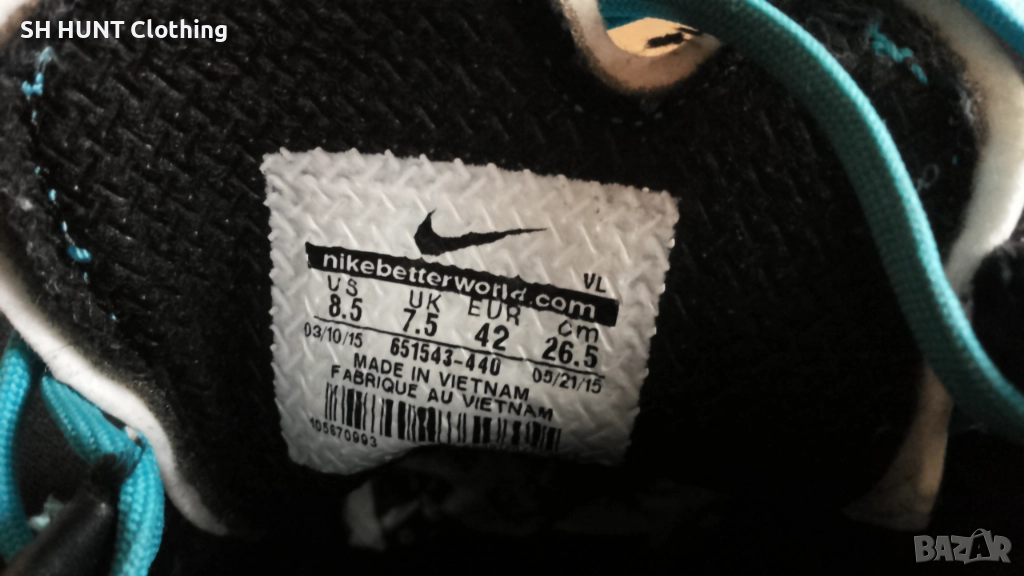 SH HUNT Clothing
VL
nikebetterworld.com
US UK EUR cm
8.5 7.5 42 26.5
03/10/15 651543-440 05/21/15
MADE IN VIETNAM
FABRIQUE AU VIETNAM
105670993
BAZAR